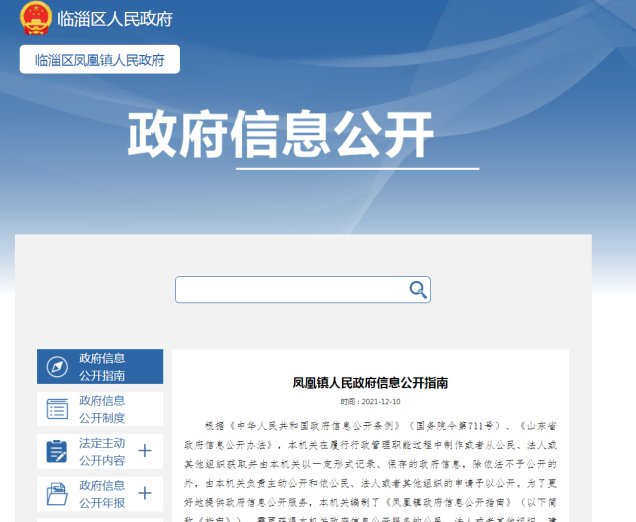 临淄区人民政府
临淄区凤凰镇人民政府
政府信息公开
政府信息
公开指南
政府信息
公开制度
法定主动
公开内容
政府信息
公开年报
凤凰镇人民政府信息公开指南
时间：2021-12-10
根据《中华人民共和国政府信息公开条例》（国务院令第711号）、《山东省
政府信息公开办法》，本机关在履行行政管理职能过程中制作或者从公民、法人或
其他组织获取并由本机关以一定形式记录、保存的政府信息，除依法不予公开的
外，由本机关负责主动公开和依公民、法人或者其他组织的申请予以公开。为了更
好地提供政府信息公开服务，本机关编制了《凤凰镇政府信息公开指南》（以下简
称《指南》），需要获得本机关政府信息公开服务的公民、法人或者其他组织，建